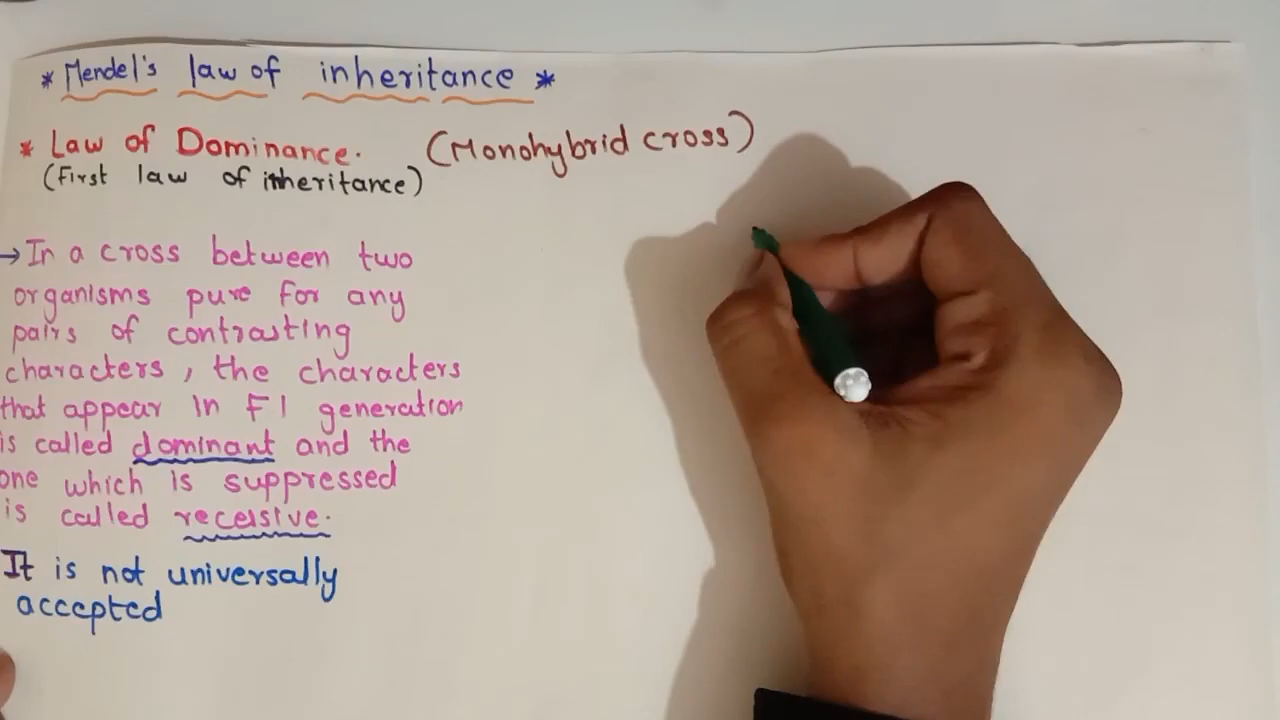 * Mendel's law of inheritance *
* Law of Dominance. (Monohybrid cross)
(First law of inheritance)
→ In a cross between two
organisms pure for any
pairs of contrasting
characters, the characters
that appear in F1 generation
is called dominant and the
one which is suppressed
is called recessive.
It is not universally
accepted